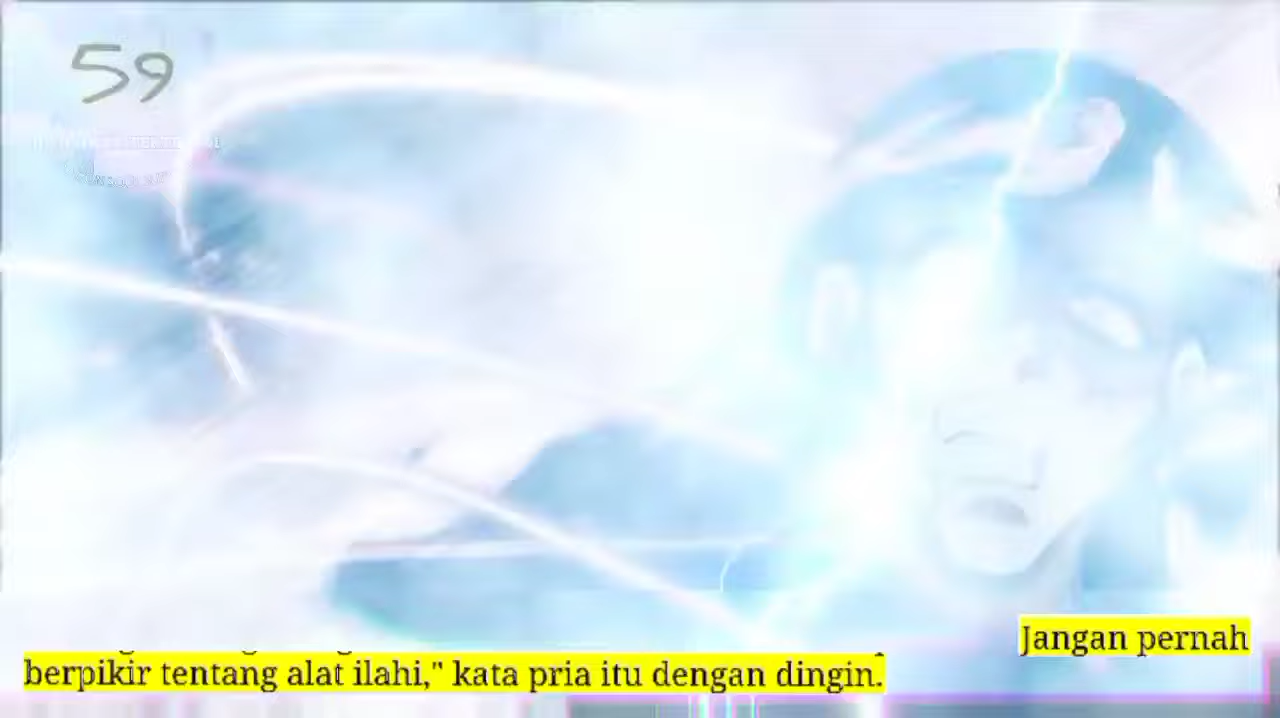 59
Jangan pernah
berpikir tentang alat ilahi," kata pria itu dengan dingin.